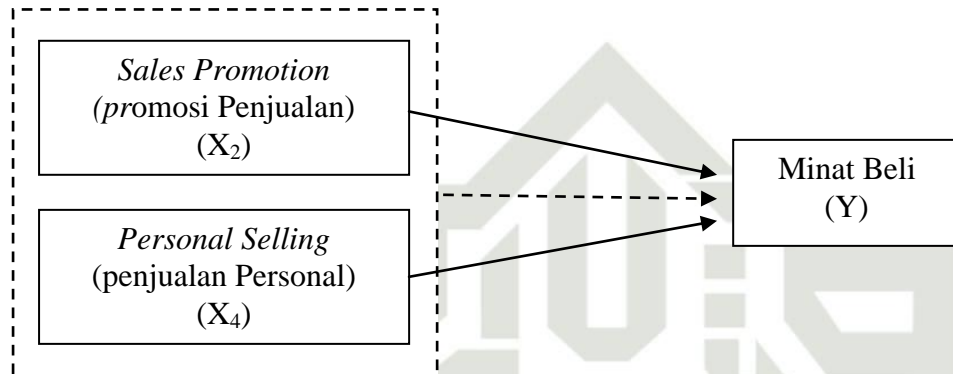 Sales Promotion
(promosi Penjualan)
(X₂)
Personal Selling
(penjualan Personal)
(X₄)
Minat Beli
(Y)